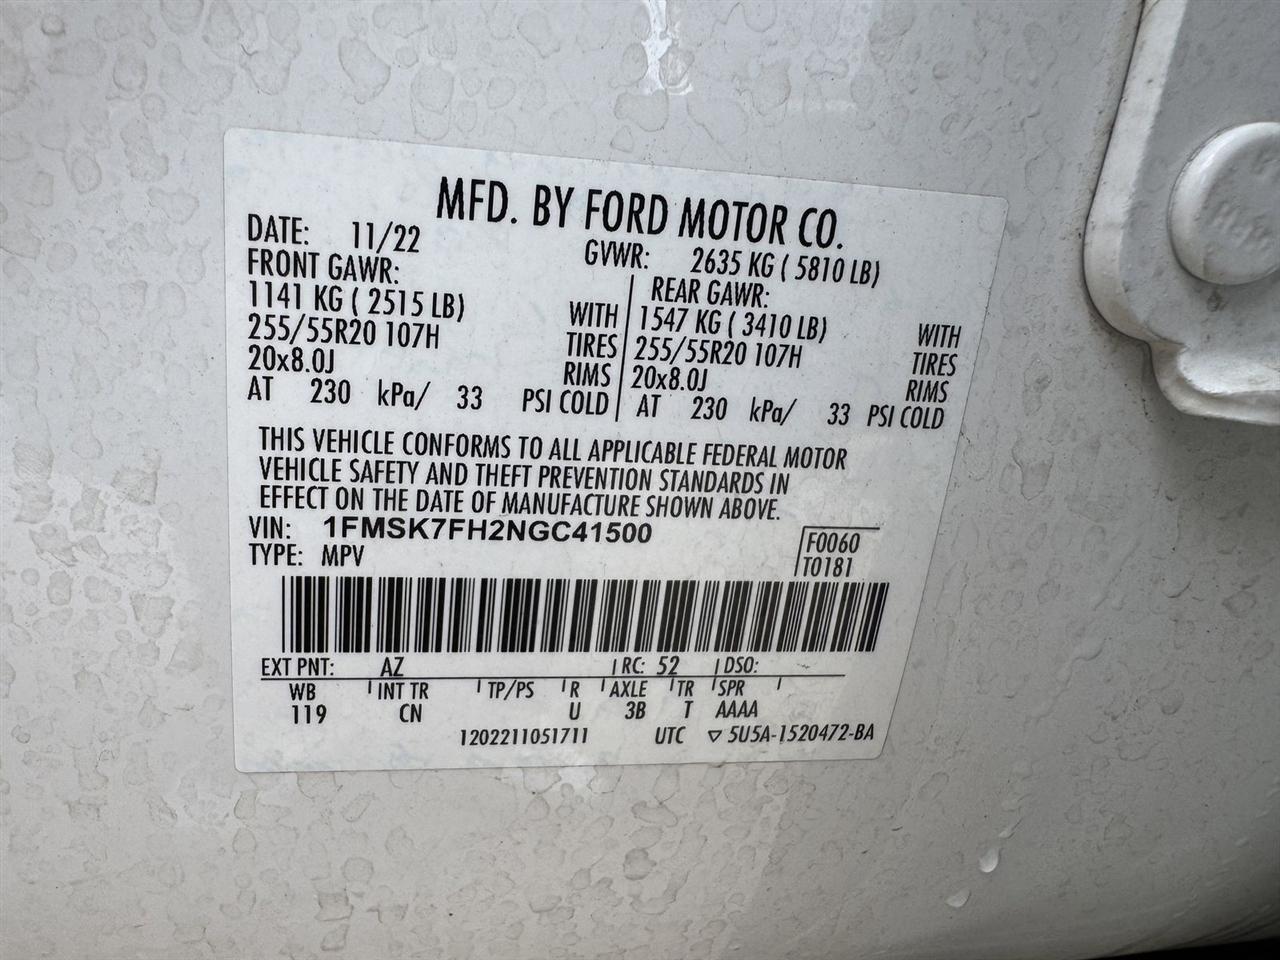 MFD. BY FORD MOTOR CO.
DATE: 11/22 GVWR: 2635 KG ( 5810 LB)
FRONT GAWR: REAR GAWR:
1141 KG ( 2515 LB) WITH 1547 KG ( 3410 LB) WITH
255/55R20 107H TIRES 255/55R20 107H TIRES
20x8.0J RIMS 20x8.0J RIMS
AT 230 kPa/ 33 PSI COLD AT 230 kPa/ 33 PSI COLD
THIS VEHICLE CONFORMS TO ALL APPLICABLE FEDERAL MOTOR
VEHICLE SAFETY AND THEFT PREVENTION STANDARDS IN
EFFECT ON THE DATE OF MANUFACTURE SHOWN ABOVE.
VIN: 1FMSK7FH2NGC41500 F0060
TYPE: MPV T0181
EXT PNT: AZ RC: 52 DSO:
WB INT TR TP/PS R AXLE TR SPR
119 CN U 3B T AAAA
1202211051711 UTC ▽ 5U5A-1520472-BA